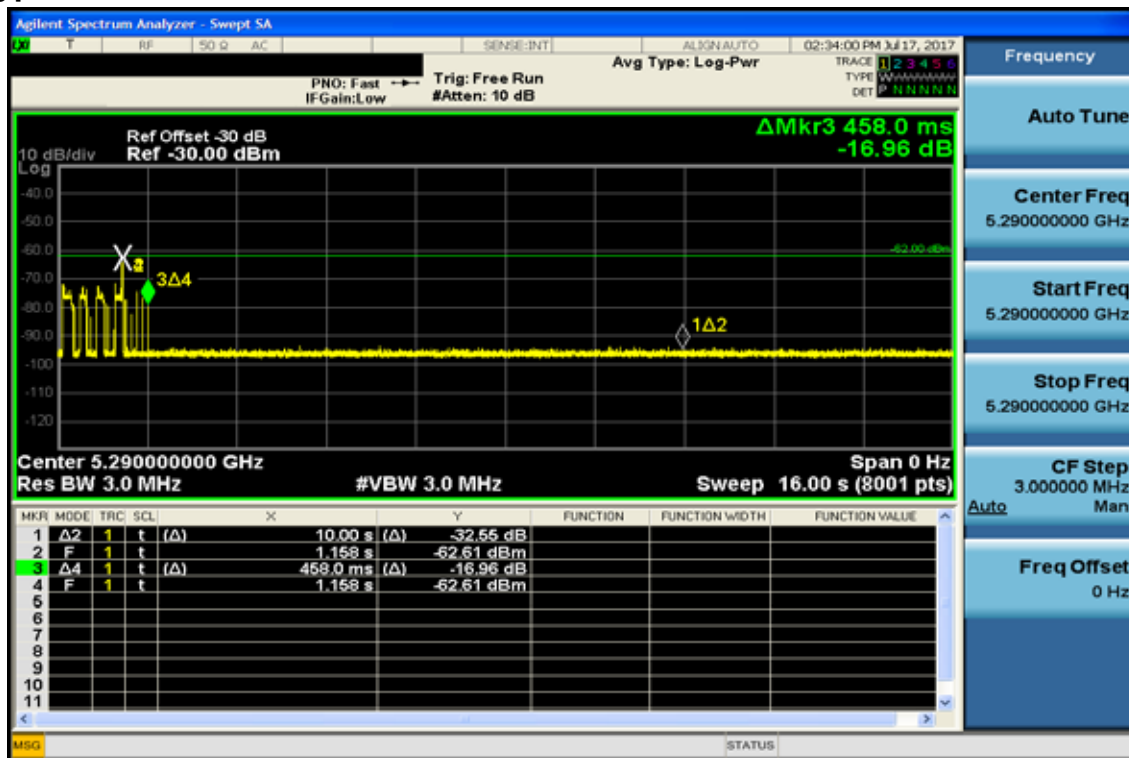 Agilent Spectrum Analyzer - Swept SA
T RF 50 Ω AC SENSE:INT ALIGNAUTO 02:34:00 PM Jul 17, 2017
Avg Type: Log-Pwr TRACE 1 2 3 4 5 6
PNO: Fast Trig: Free Run TYPE
IFGain:Low #Atten: 10 dB DET P N N N N N
Frequency
Auto Tune
Center Freq
5.290000000 GHz
Start Freq
5.290000000 GHz
Stop Freq
5.290000000 GHz
CF Step
3.000000 MHz
Auto Man
Freq Offset
0 Hz
ΔMkr3 458.0 ms
-16.96 dB
Ref Offset -30 dB
10 dB/div Ref -30.00 dBm
Log
-40.0
-50.0
-60.0
-62.00 dBm
-70.0
3Δ4
-80.0
-90.0
1Δ2
-100
-110
-120
Center 5.290000000 GHz Span 0 Hz
Res BW 3.0 MHz #VBW 3.0 MHz Sweep 16.00 s (8001 pts)
MKR MODE TRC SCL X Y FUNCTION FUNCTION WIDTH FUNCTION VALUE
1 Δ2 1 t (Δ) 10.00 s (Δ) -32.55 dB
2 F 1 t 1.158 s -62.61 dBm
3 Δ4 1 t (Δ) 458.0 ms (Δ) -16.96 dB
4 F 1 t 1.158 s -62.61 dBm
5
6
7
8
9
10
11
MSG STATUS